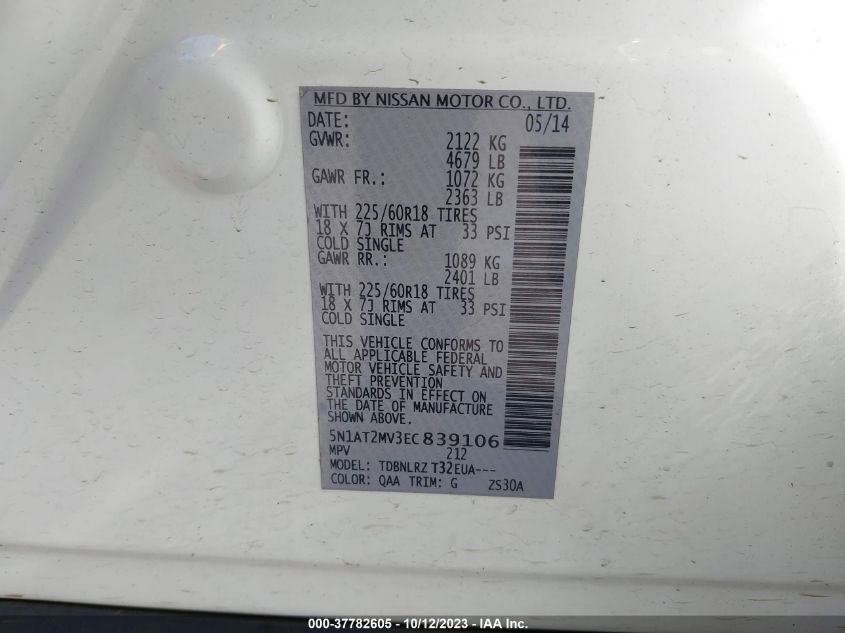 MFD BY NISSAN MOTOR CO., LTD.
DATE: 05/14
GVWR: 2122 KG
4679 LB
GAWR FR.: 1072 KG
2363 LB
WITH 225/60R18 TIRES
18 X 7J RIMS AT 33 PSI
COLD SINGLE
GAWR RR.: 1089 KG
2401 LB
WITH 225/60R18 TIRES
18 X 7J RIMS AT 33 PSI
COLD SINGLE
THIS VEHICLE CONFORMS TO
ALL APPLICABLE FEDERAL
MOTOR VEHICLE SAFETY AND
THEFT PREVENTION
STANDARDS IN EFFECT ON
THE DATE OF MANUFACTURE
SHOWN ABOVE.
5N1AT2MV3EC839106
MPV 212
MODEL: TDBNLRZ T32EUA---
COLOR: QAA TRIM: G ZS30A
000-37782605 - 10/12/2023 - IAA Inc.